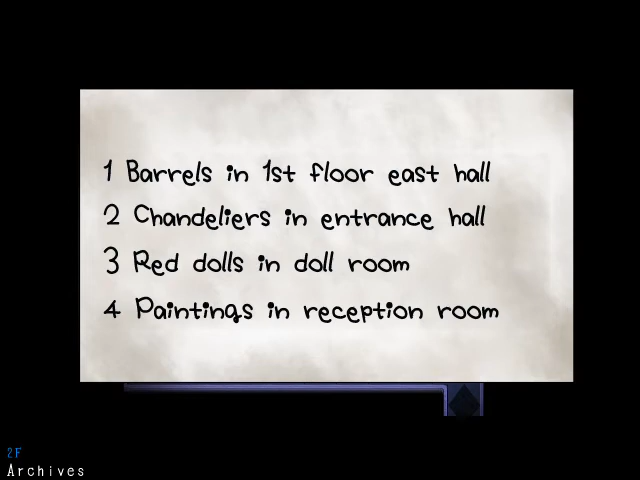 1 Barrels in 1st floor east hall
2 Chandeliers in entrance hall
3 Red dolls in doll room
4 Paintings in reception room
2F
Archives